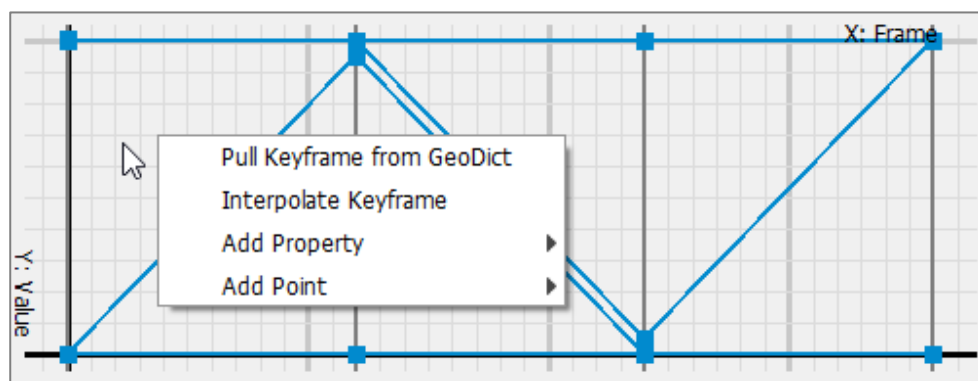 X: Frame
Pull Keyframe from GeoDict
Interpolate Keyframe
Add Property
Add Point
Y: Value